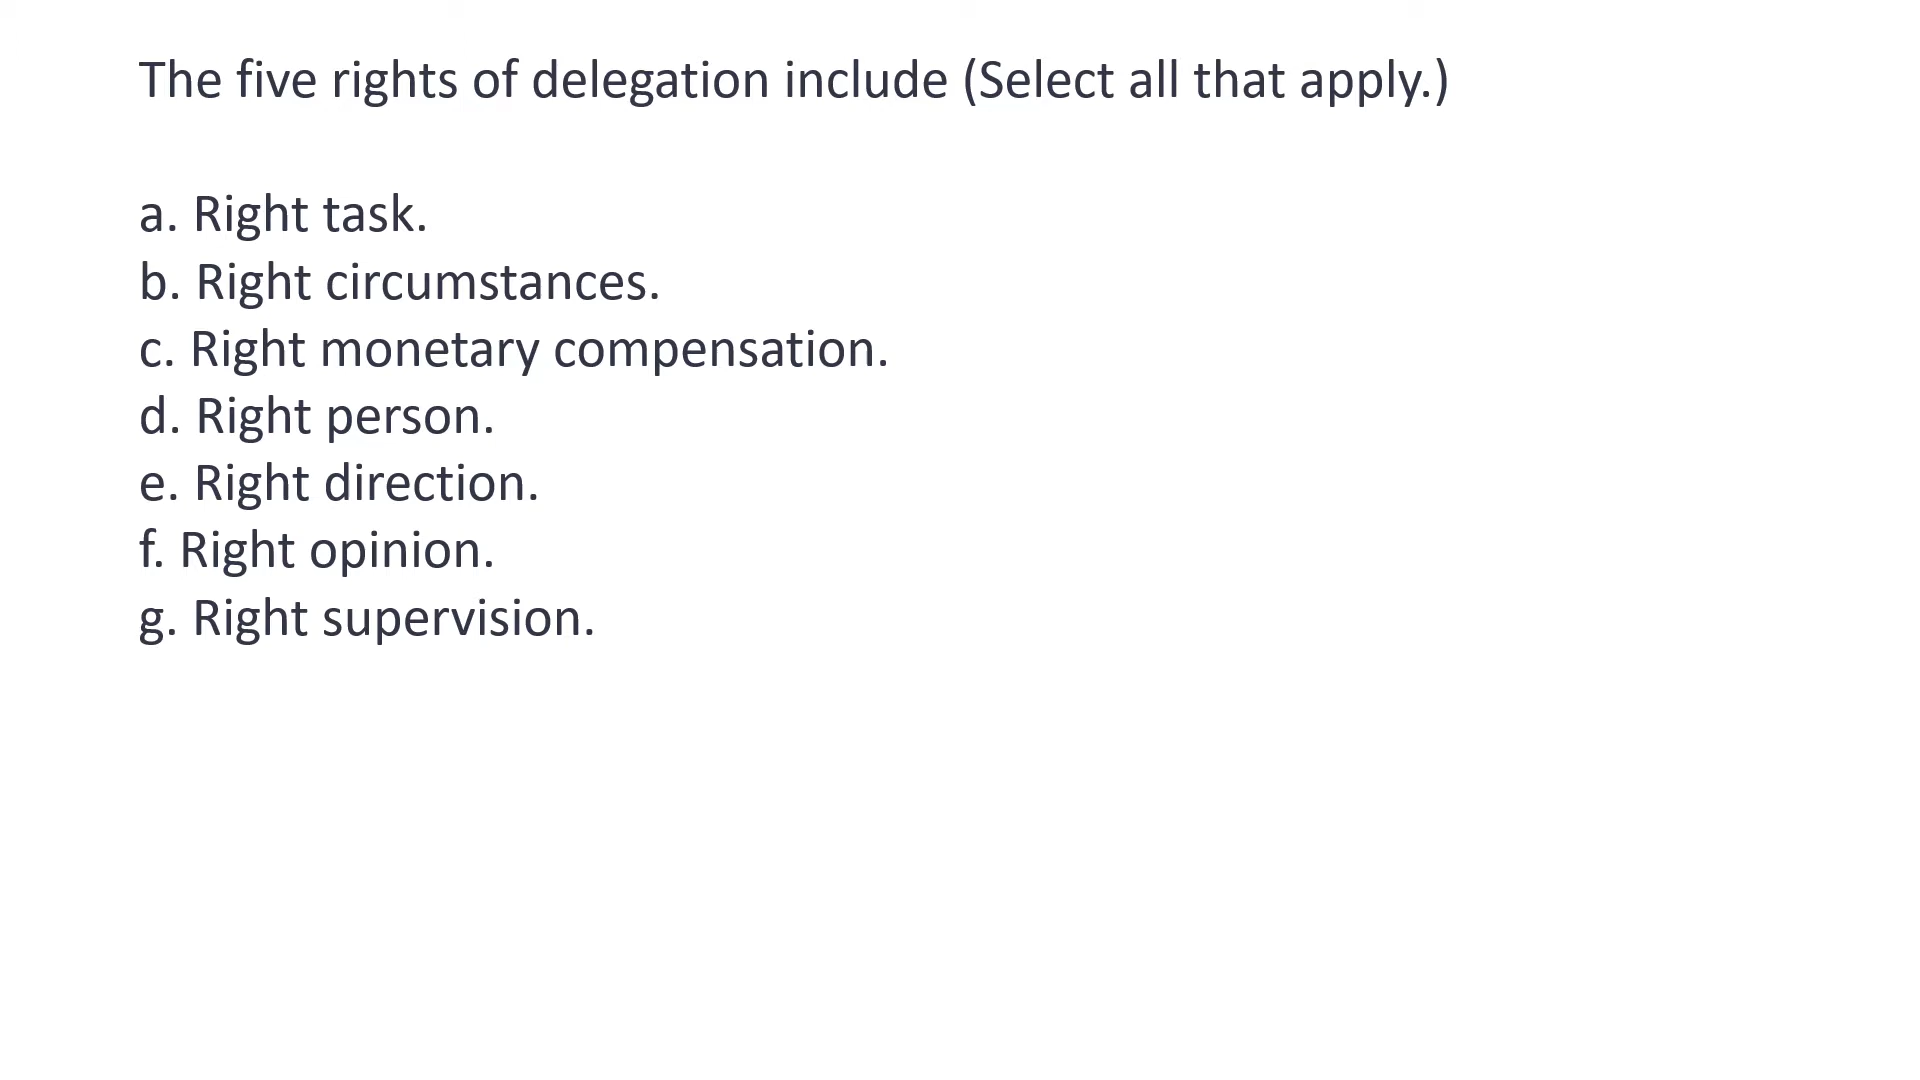 The five rights of delegation include (Select all that apply.)
a. Right task.
b. Right circumstances.
c. Right monetary compensation.
d. Right person.
e. Right direction.
f. Right opinion.
g. Right supervision.